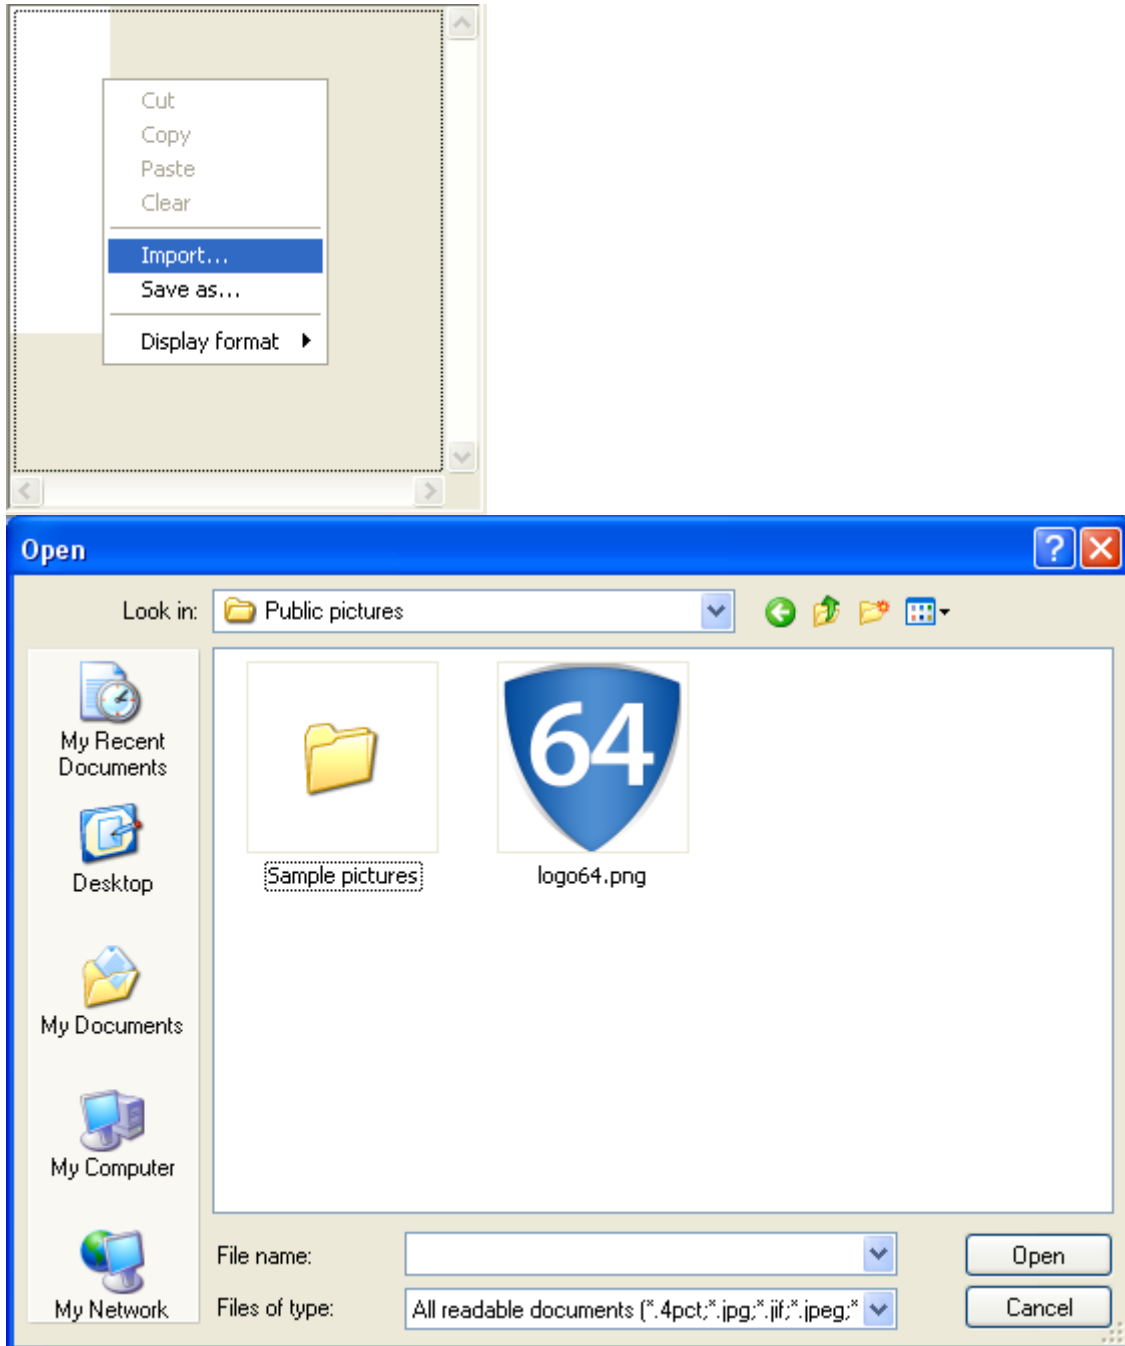 Cut
Copy
Paste
Clear
Import...
Save as...
Display format
Open
Look in:
Public pictures
My Recent
Documents
Desktop
My Documents
My Computer
My Network
64
Sample pictures
logo64.png
File name:
Open
Files of type:
All readable documents (*.4pct;*.jpg;*.jif;*.jpeg;*
Cancel